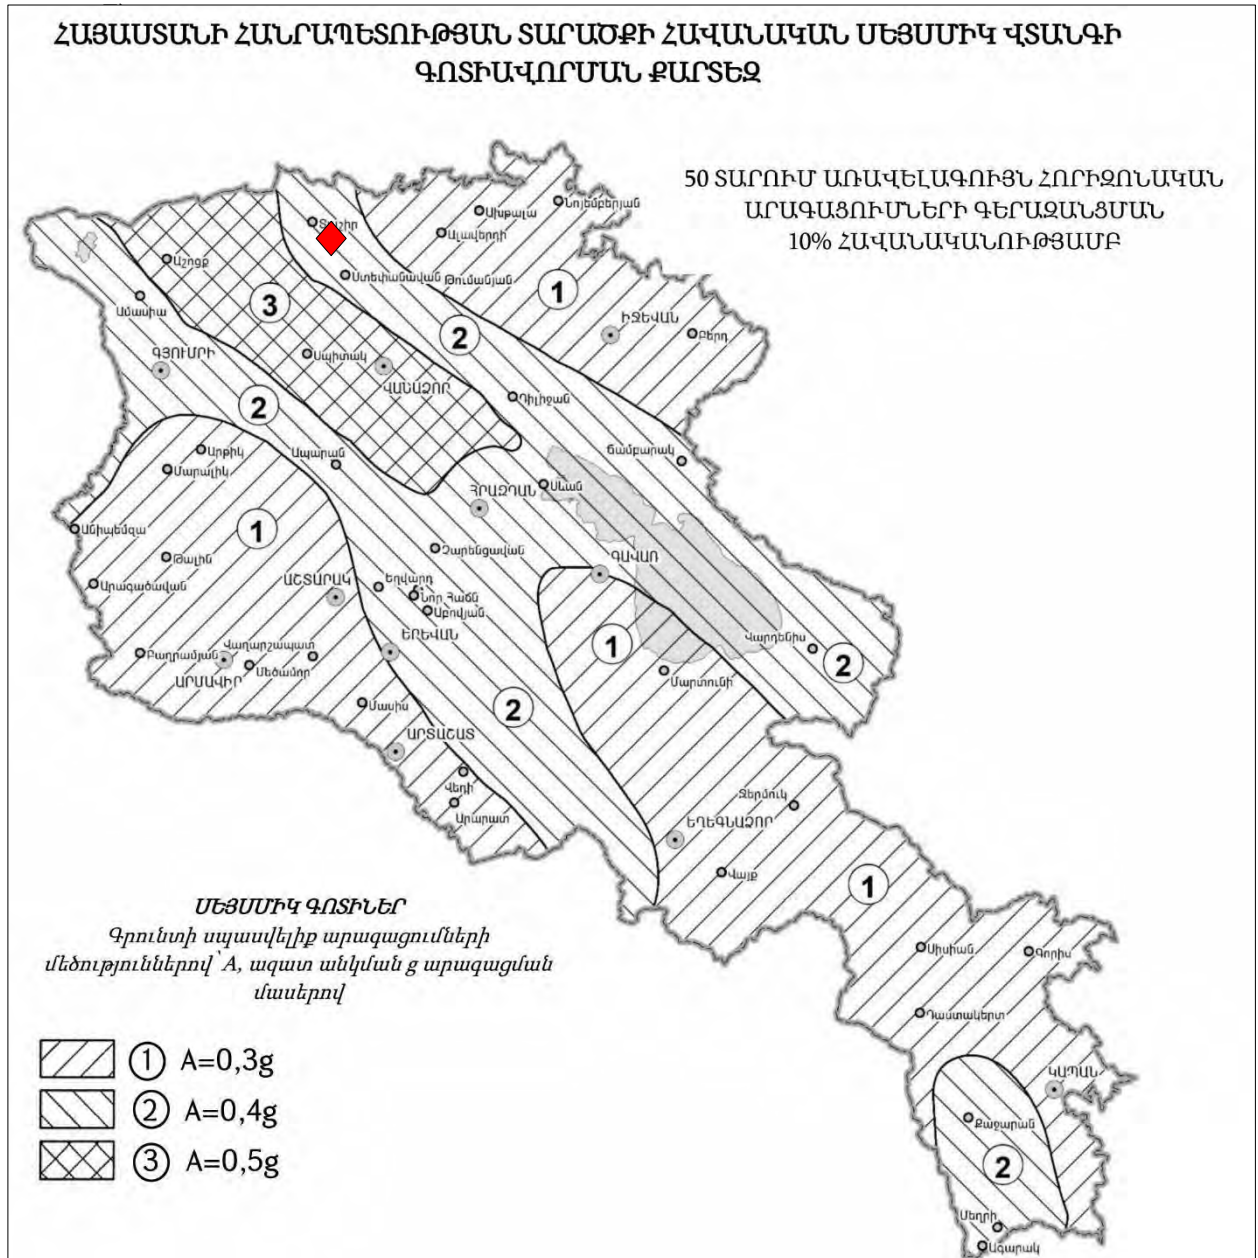 ՀԱՅԱՍՏԱՆԻ ՀԱՆՐԱՊԵՏՈՒԹՅԱՆ ՏԱՐԱԾՔԻ ՀԱՎԱՆԱԿԱՆ ՍԵՅՍՄԻԿ ՎՏԱՆԳԻ
ԳՈՏԻԱՎՈՐՄԱՆ ՔԱՐՏԵԶ
50 ՏԱՐՈՒՄ ԱՌԱՎԵԼԱԳՈՒՅՆ ՀՈՐԻԶՈՆԱԿԱՆ
ԱՐԱԳԱՑՈՒՄՆԵՐԻ ԳԵՐԱԶԱՆՑՄԱՆ
10% ՀԱՎԱՆԱԿԱՆՈՒԹՅԱՄԲ
Նոյեմբերյան
Ախթալա
Ալավերդի
Աշոցք
Ստեփանավան
Թումանյան
1
3
Ամասիա
ԻՋԵՎԱՆ
Բերդ
2
Սպիտակ
ՎԱՆԱՁՈՐ
ԳՅՈՒՄՐԻ
2
Դիլիջան
Արթիկ
Ապարան
Ճամբարակ
Մարալիկ
Սևան
ՀՐԱԶԴԱՆ
Անիպեմզա
1
Չարենցավան
Թալին
ԳԱՎԱՌ
Արագածավան
ԱՇՏԱՐԱԿ
Եղվարդ
Նոր Հաճն
Աբովյան
ԵՐԵՎԱՆ
1
Վարդենիս
2
Բաղրամյան
Վաղարշապատ
ԱՐՄԱՎԻՐ
Մեծամոր
Մարտունի
Մասիս
2
ԱՐՏԱՇԱՏ
Վեդի
Արարատ
Ջերմուկ
ԵՂԵԳՆԱՁՈՐ
Վայք
1
Սիսիան
Գորիս
Դաստակերտ
ԿԱՊԱՆ
Քաջարան
2
Մեղրի
Ագարակ
ՍԵՅՍՄԻԿ ԳՈՏԻՆԵՐ
Գրունտի սպասվելիք արագացումների
մեծություններով՝ A, ազատ անկման g արագացման
մասերով
1 A=0,3g
2 A=0,4g
3 A=0,5g